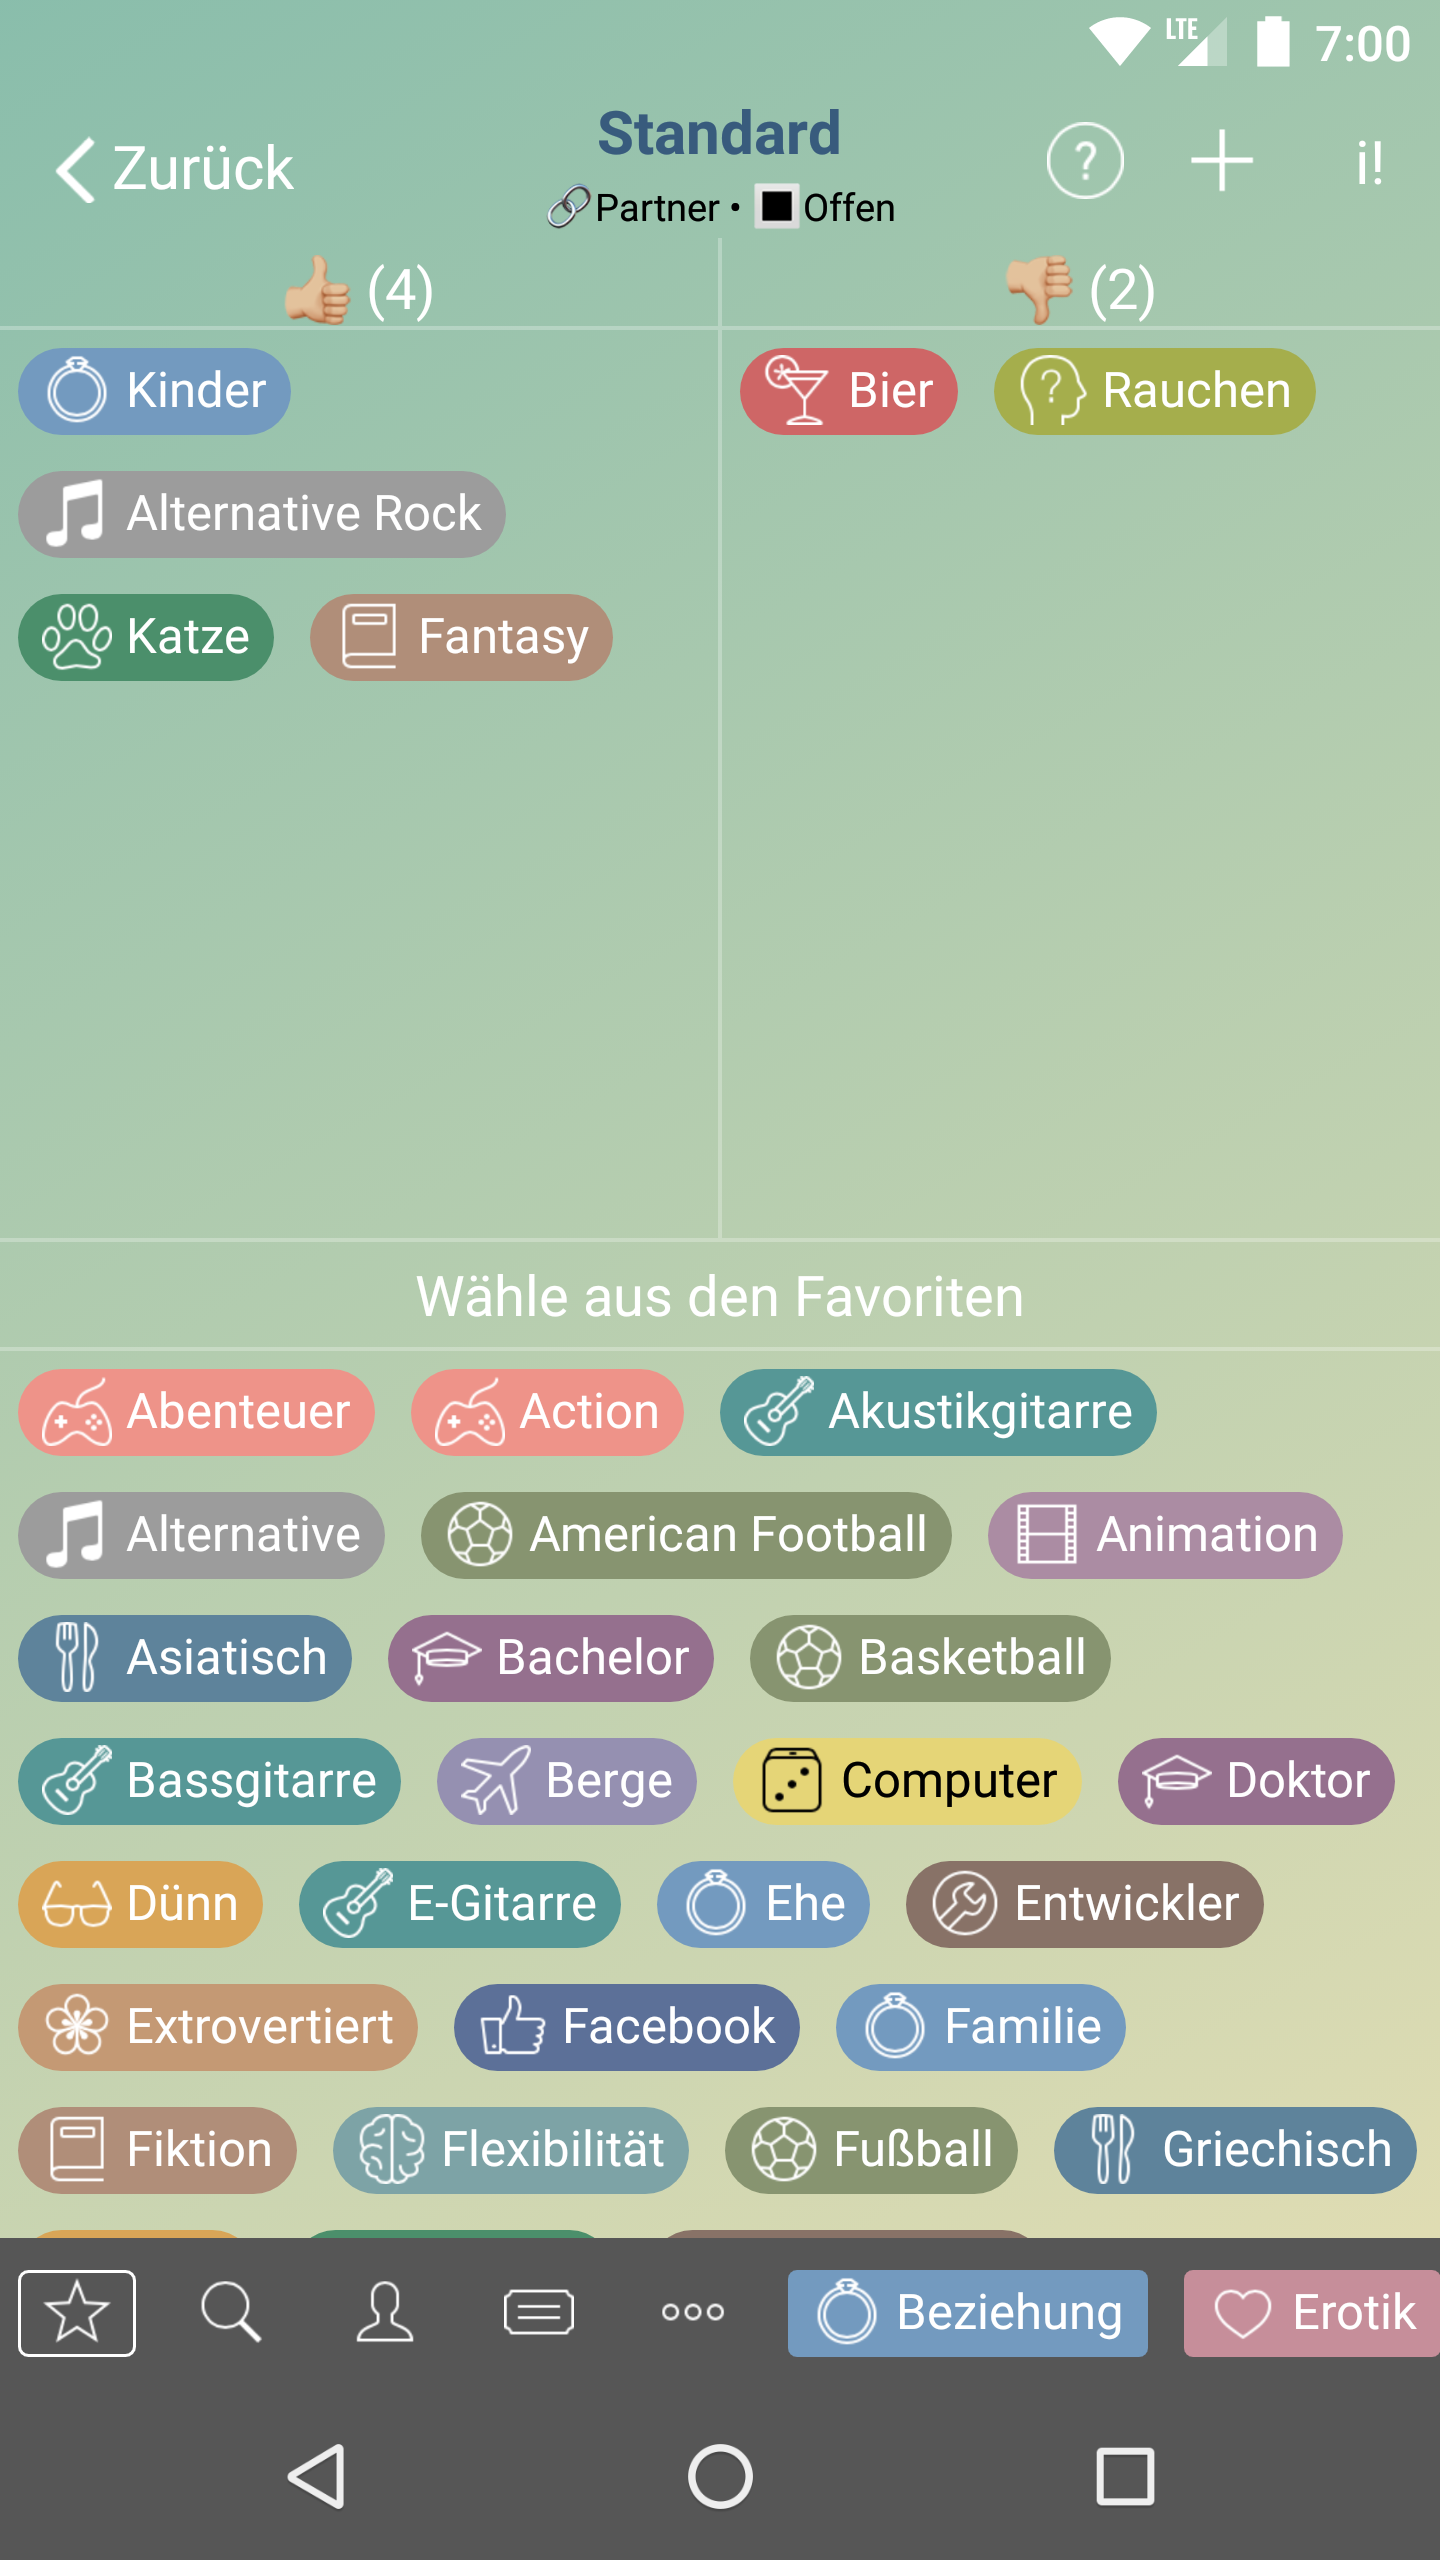 LTE 7:00
Zurück
Standard
? i!
Partner • Offen
(4) (2)
Kinder
Bier Rauchen
Alternative Rock
Katze Fantasy
Wähle aus den Favoriten
Abenteuer Action Akustikgitarre
Alternative American Football Animation
Asiatisch Bachelor Basketball
Bassgitarre Berge Computer Doktor
Dünn E-Gitarre Ehe Entwickler
Extrovertiert Facebook Familie
Fiktion Flexibilität Fußball Griechisch
Beziehung Erotik